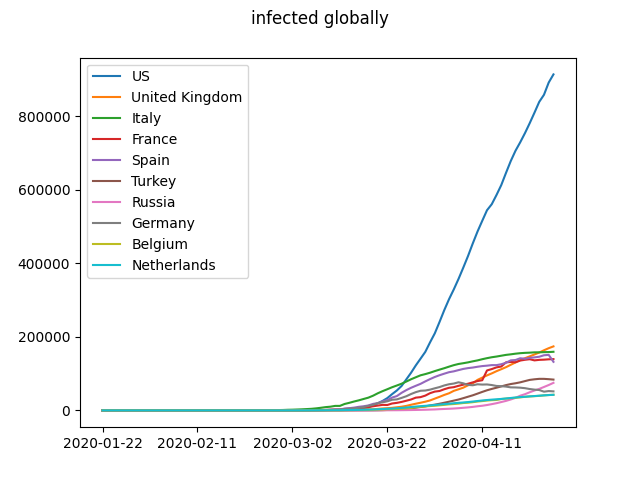 infected globally
US
United Kingdom
Italy
France
Spain
Turkey
Russia
Germany
Belgium
Netherlands
800000
600000
400000
200000
0
2020-01-22 2020-02-11 2020-03-02 2020-03-22 2020-04-11